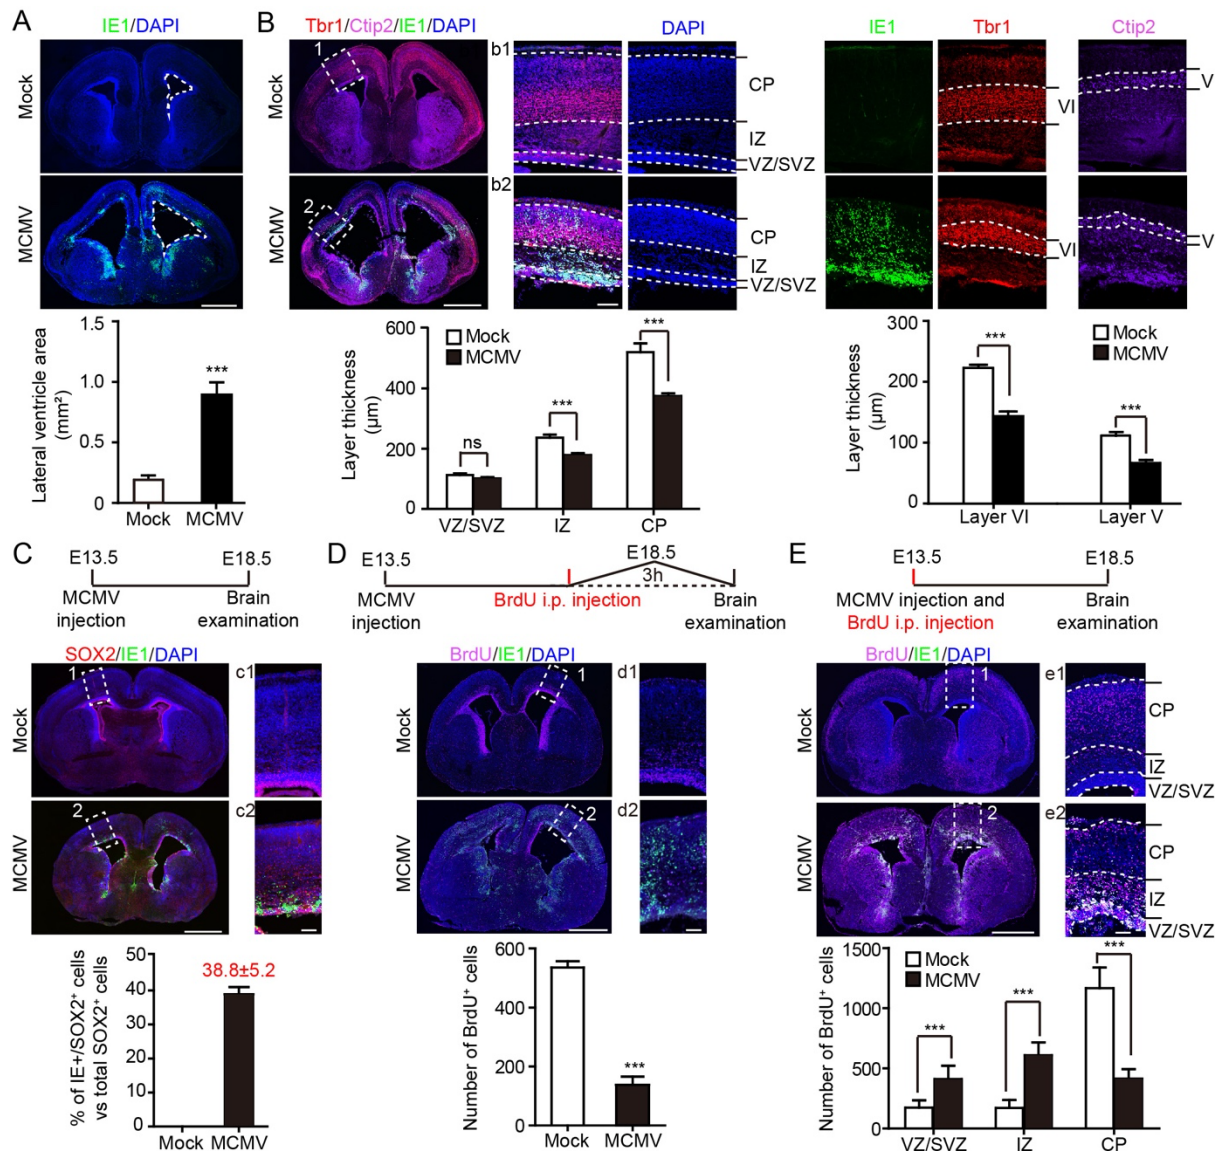 A
IE1/DAPI
Mock
MCMV
Lateral ventricle area
(mm²)
1.5
1.0
0.5
0
***
Mock
MCMV
B
Tbr1/Ctip2/IE1/DAPI
1
Mock
2
MCMV
b1
b2
DAPI
CP
IZ
VZ/SVZ
CP
IZ
VZ/SVZ
IE1
Tbr1
Ctip2
VI
V
VI
V
Layer thickness
(μm)
600
400
200
0
Mock
MCMV
ns
***
***
VZ/SVZ
IZ
CP
Layer thickness
(μm)
300
200
100
0
Mock
MCMV
***
***
Layer VI
Layer V
C
E13.5
E18.5
MCMV
injection
Brain
examination
SOX2/IE1/DAPI
1
c1
Mock
2
c2
MCMV
% of IE+/SOX2⁺ cells
vs total SOX2⁺ cells
50
40
30
20
10
0
38.8±5.2
Mock
MCMV
D
E13.5
E18.5
3h
MCMV
injection
BrdU i.p. injection
Brain
examination
BrdU/IE1/DAPI
1
d1
Mock
2
d2
MCMV
Number of BrdU⁺ cells
600
400
200
0
***
Mock
MCMV
E
E13.5
E18.5
MCMV injection and
BrdU i.p. injection
Brain
examination
BrdU/IE1/DAPI
1
e1
Mock
CP
IZ
VZ/SVZ
2
e2
MCMV
CP
IZ
VZ/SVZ
Number of BrdU⁺ cells
1500
1000
500
0
Mock
MCMV
***
***
***
VZ/SVZ
IZ
CP